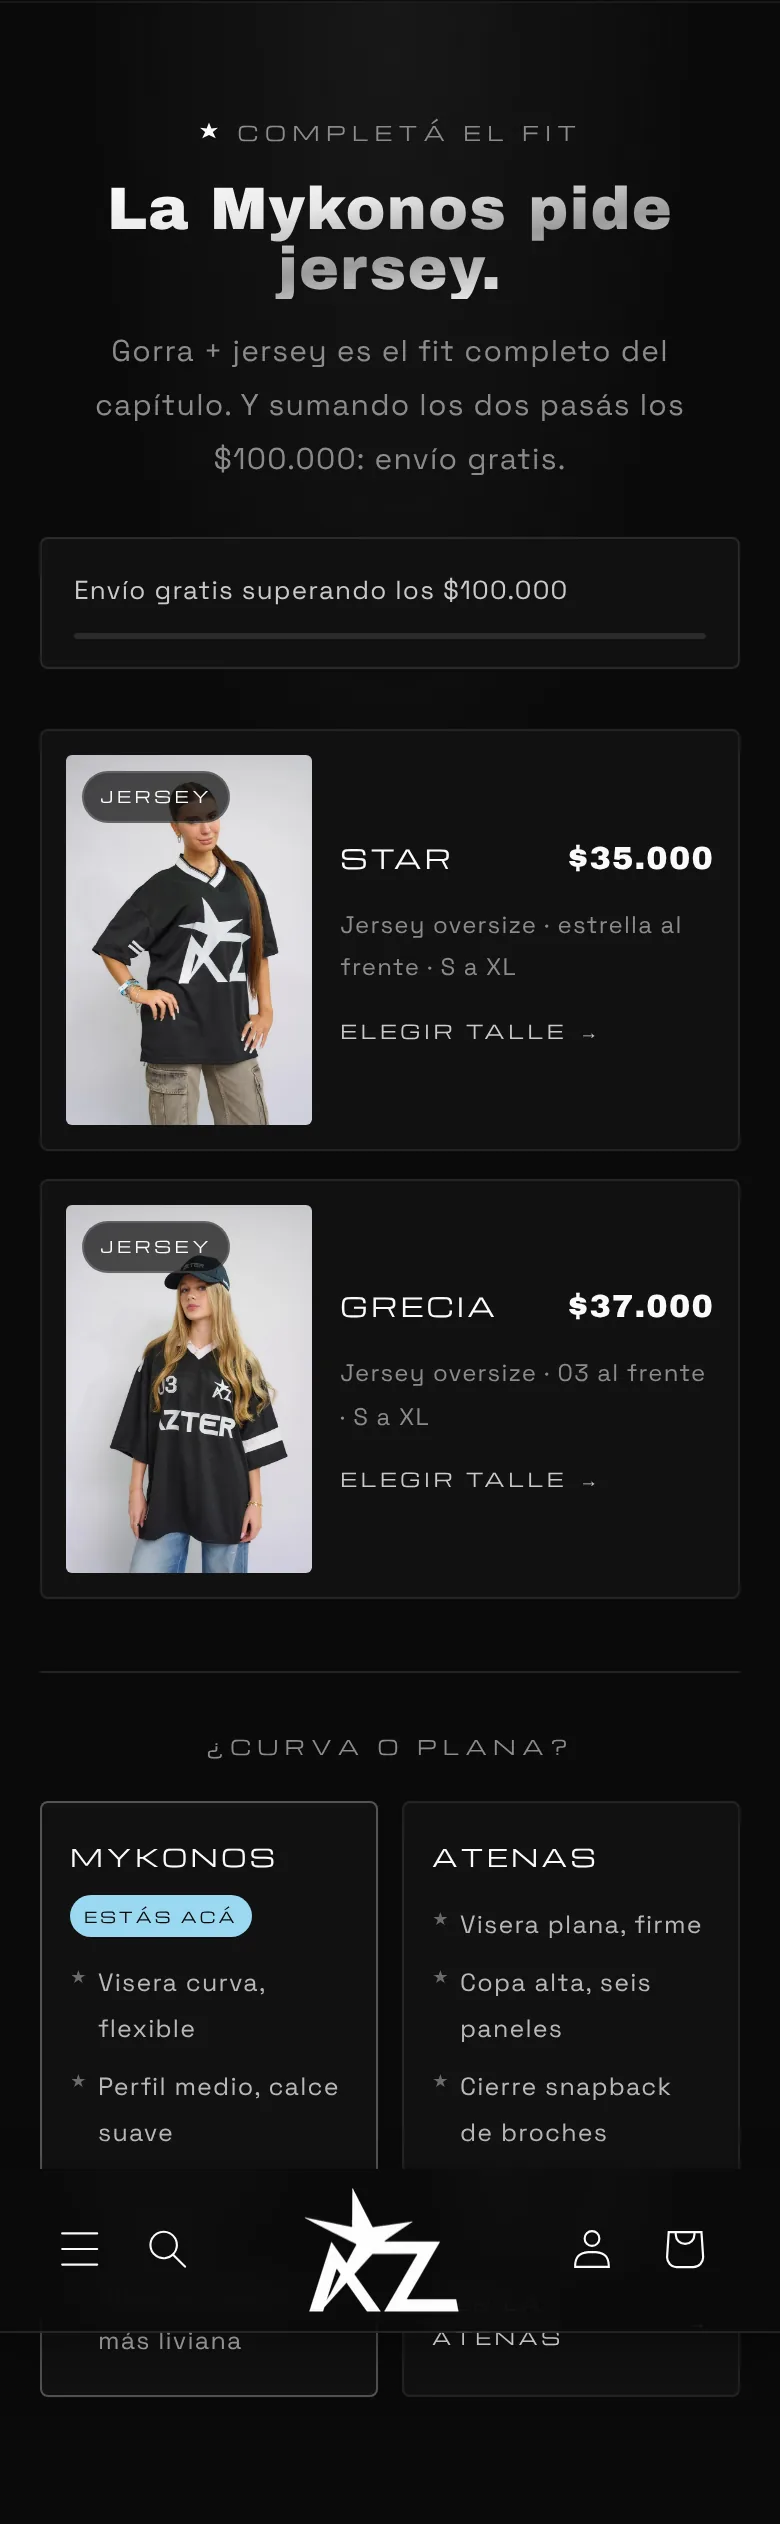 ★ COMPLETÁ EL FIT
La Mykonos pide
jersey.
Gorra + jersey es el fit completo del
capítulo. Y sumando los dos pasás los
$100.000: envío gratis.
Envío gratis superando los $100.000
JERSEY
AZ
STAR $35.000
Jersey oversize · estrella al
frente · S a XL
ELEGIR TALLE →
JERSEY
03
AZTER
GRECIA $37.000
Jersey oversize · 03 al frente
· S a XL
ELEGIR TALLE →
¿CURVA O PLANA?
MYKONOS
ESTÁS ACÁ
★ Visera curva,
flexible
★ Perfil medio, calce
suave
ATENAS
★ Visera plana, firme
★ Copa alta, seis
paneles
★ Cierre snapback
de broches
AZ
más liviana
ATENAS